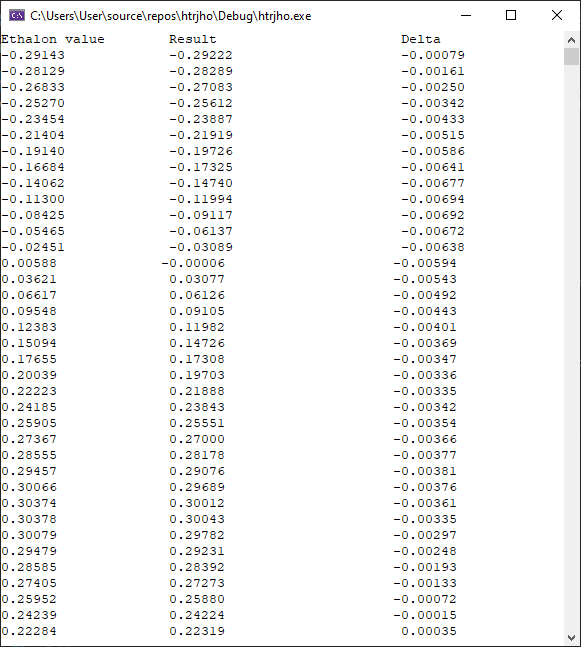 C:\Users\User\source\repos\htrjho\Debug\htrjho.exe
Ethalon value Result Delta
-0.29143 -0.29222 -0.00079
-0.28129 -0.28289 -0.00161
-0.26833 -0.27083 -0.00250
-0.25270 -0.25612 -0.00342
-0.23454 -0.23887 -0.00433
-0.21404 -0.21919 -0.00515
-0.19140 -0.19726 -0.00586
-0.16684 -0.17325 -0.00641
-0.14062 -0.14740 -0.00677
-0.11300 -0.11994 -0.00694
-0.08425 -0.09117 -0.00692
-0.05465 -0.06137 -0.00672
-0.02451 -0.03089 -0.00638
0.00588 -0.00006 -0.00594
0.03621 0.03077 -0.00543
0.06617 0.06126 -0.00492
0.09548 0.09105 -0.00443
0.12383 0.11982 -0.00401
0.15094 0.14726 -0.00369
0.17655 0.17308 -0.00347
0.20039 0.19703 -0.00336
0.22223 0.21888 -0.00335
0.24185 0.23843 -0.00342
0.25905 0.25551 -0.00354
0.27367 0.27000 -0.00366
0.28555 0.28178 -0.00377
0.29457 0.29076 -0.00381
0.30066 0.29689 -0.00376
0.30374 0.30012 -0.00361
0.30378 0.30043 -0.00335
0.30079 0.29782 -0.00297
0.29479 0.29231 -0.00248
0.28585 0.28392 -0.00193
0.27405 0.27273 -0.00133
0.25952 0.25880 -0.00072
0.24239 0.24224 -0.00015
0.22284 0.22319 0.00035